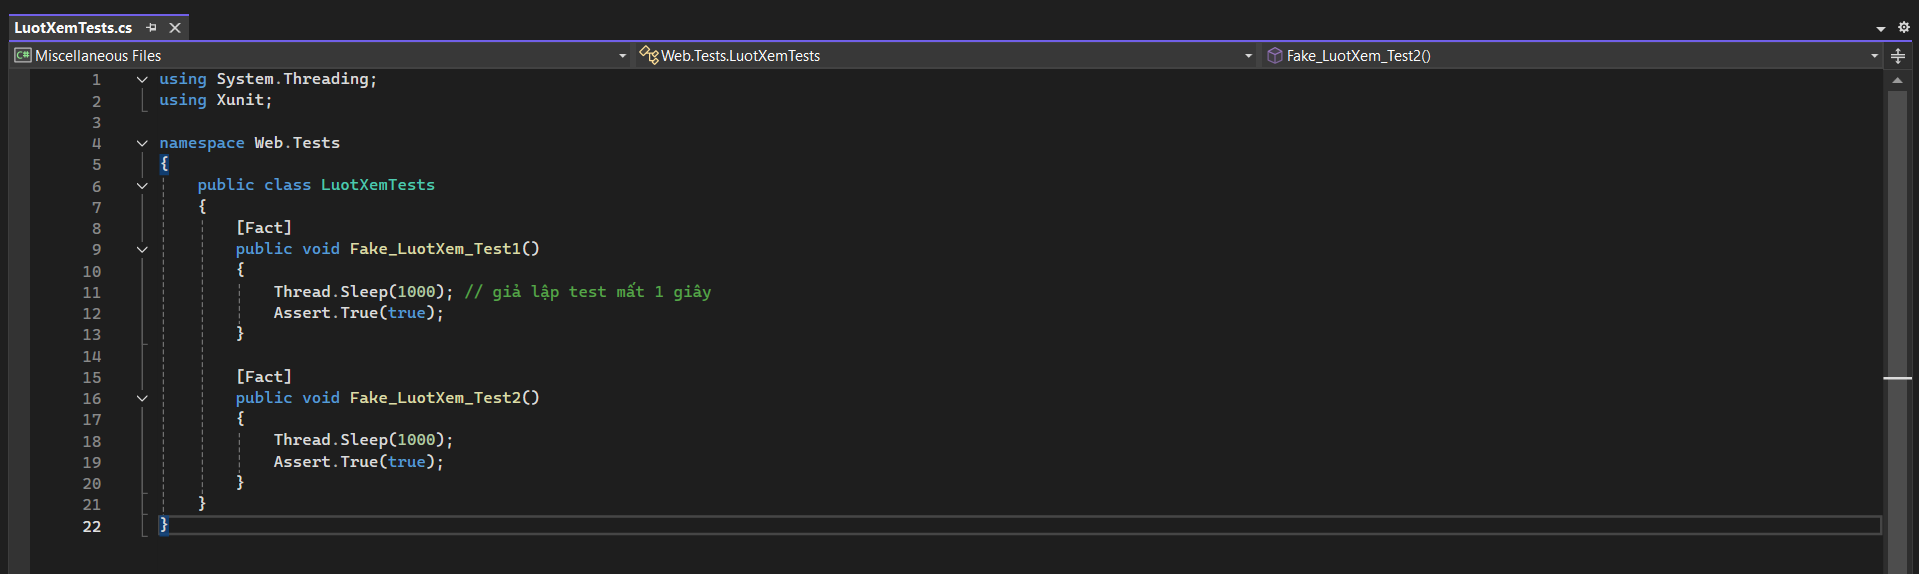 LuotXemTests.cs
C# Miscellaneous Files Web.Tests.LuotXemTests Fake_LuotXem_Test2()
1 using System.Threading;
2 using Xunit;
3
4 namespace Web.Tests
5 {
6 public class LuotXemTests
7 {
8 [Fact]
9 public void Fake_LuotXem_Test1()
10 {
11 Thread.Sleep(1000); // giả lập test mất 1 giây
12 Assert.True(true);
13 }
14
15 [Fact]
16 public void Fake_LuotXem_Test2()
17 {
18 Thread.Sleep(1000);
19 Assert.True(true);
20 }
21 }
22 }